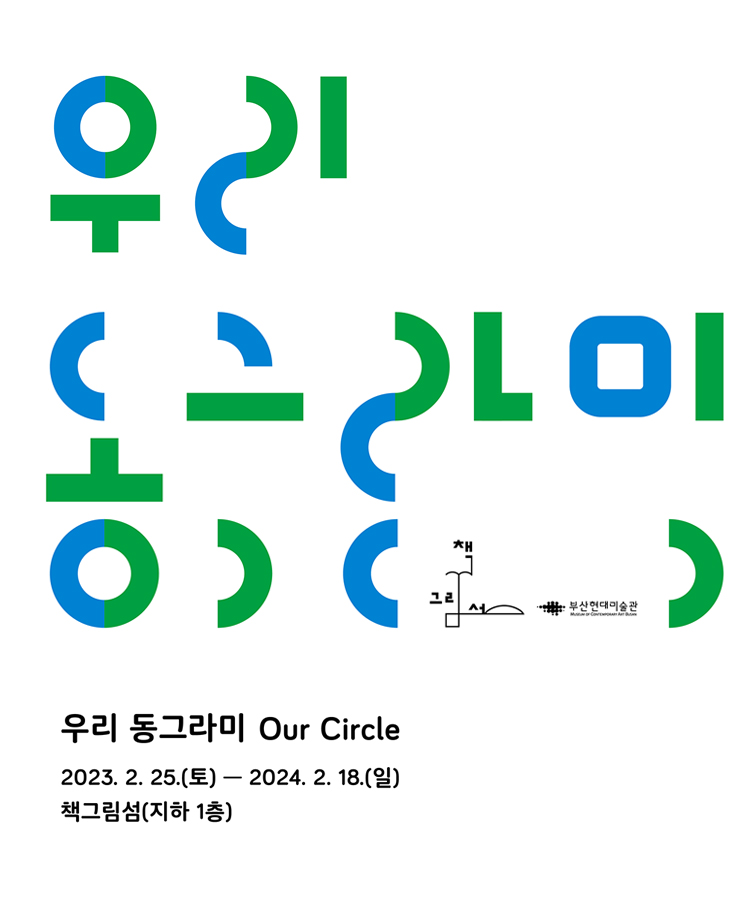 우리
동그라미
책
그림
섬
부산현대미술관
MUSEUM OF CONTEMPORARY ART BUSAN
우리 동그라미 Our Circle
2023. 2. 25.(토) — 2024. 2. 18.(일)
책그림섬(지하 1층)